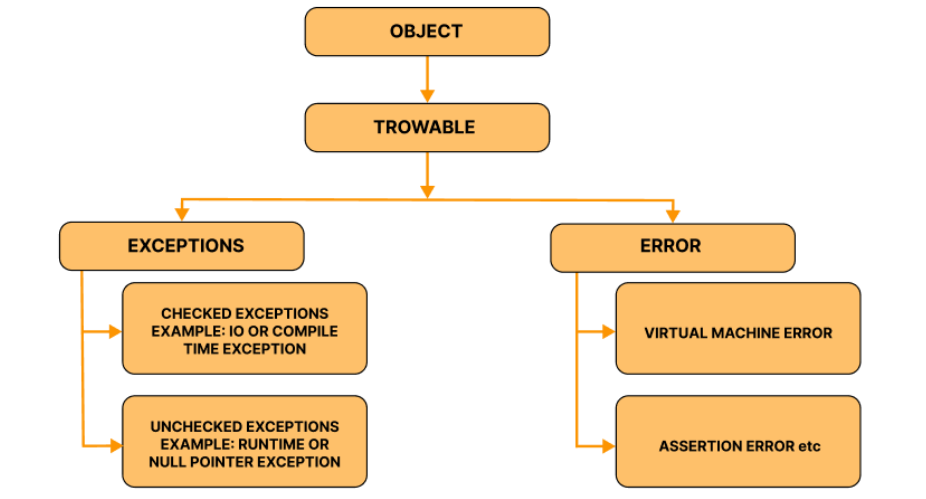 OBJECT
TROWABLE
EXCEPTIONS
ERROR
CHECKED EXCEPTIONS
EXAMPLE: IO OR COMPILE
TIME EXCEPTION
VIRTUAL MACHINE ERROR
UNCHECKED EXCEPTIONS
EXAMPLE: RUNTIME OR
NULL POINTER EXCEPTION
ASSERTION ERROR etc